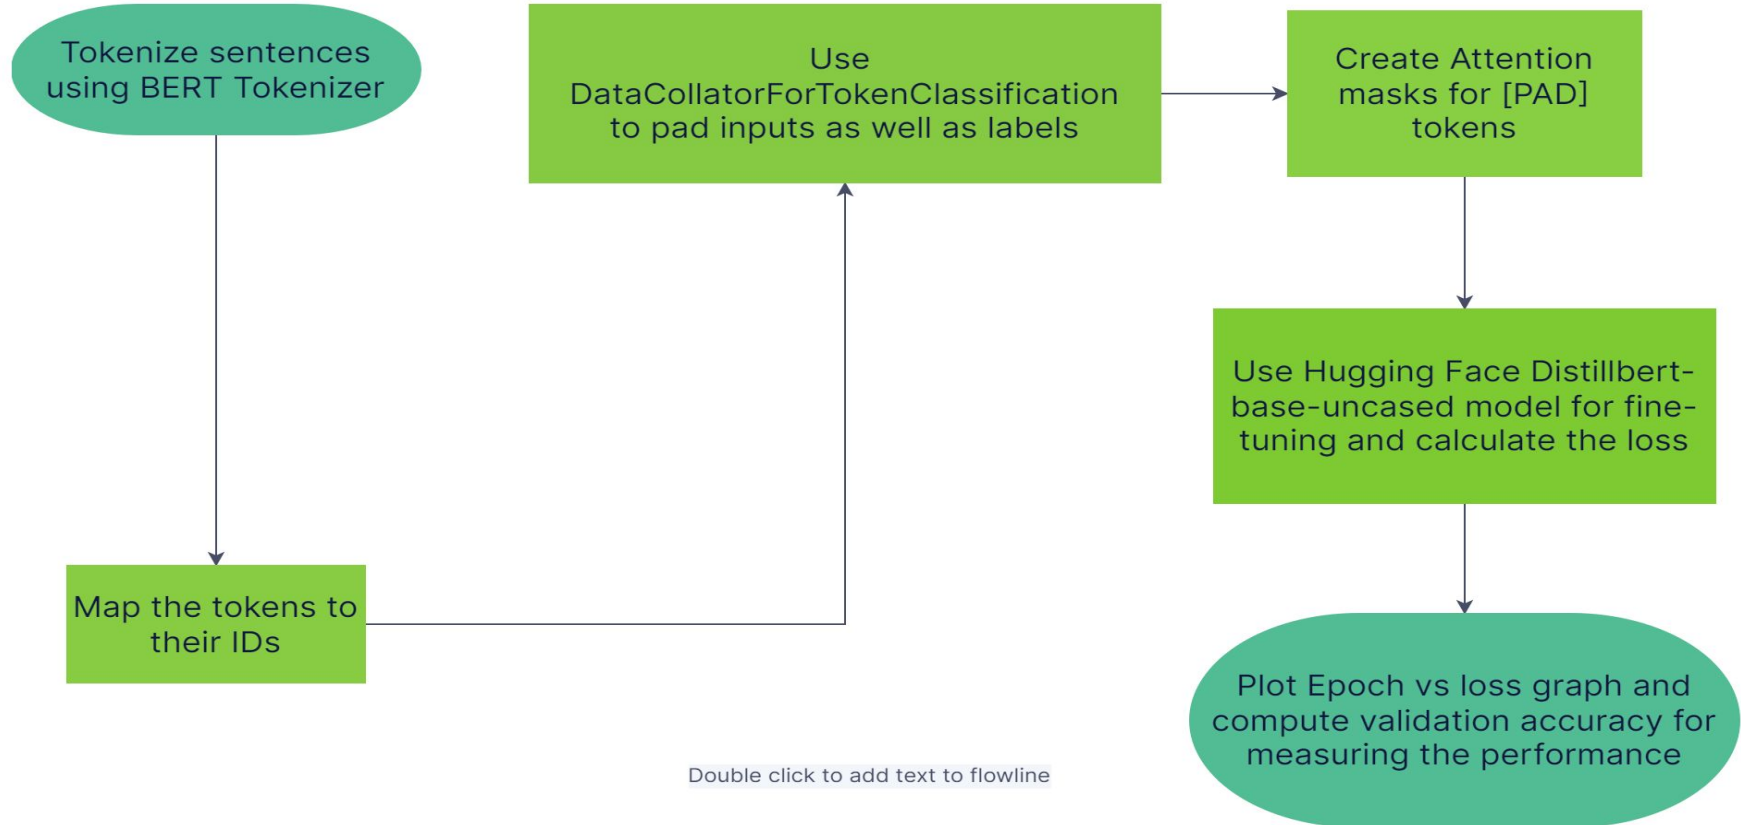 Tokenize sentences
using BERT Tokenizer
Map the tokens to
their IDs
Use
DataCollatorForTokenClassification
to pad inputs as well as labels
Create Attention
masks for [PAD]
tokens
Use Hugging Face Distillbert-
base-uncased model for fine-
tuning and calculate the loss
Plot Epoch vs loss graph and
compute validation accuracy for
measuring the performance
Double click to add text to flowline